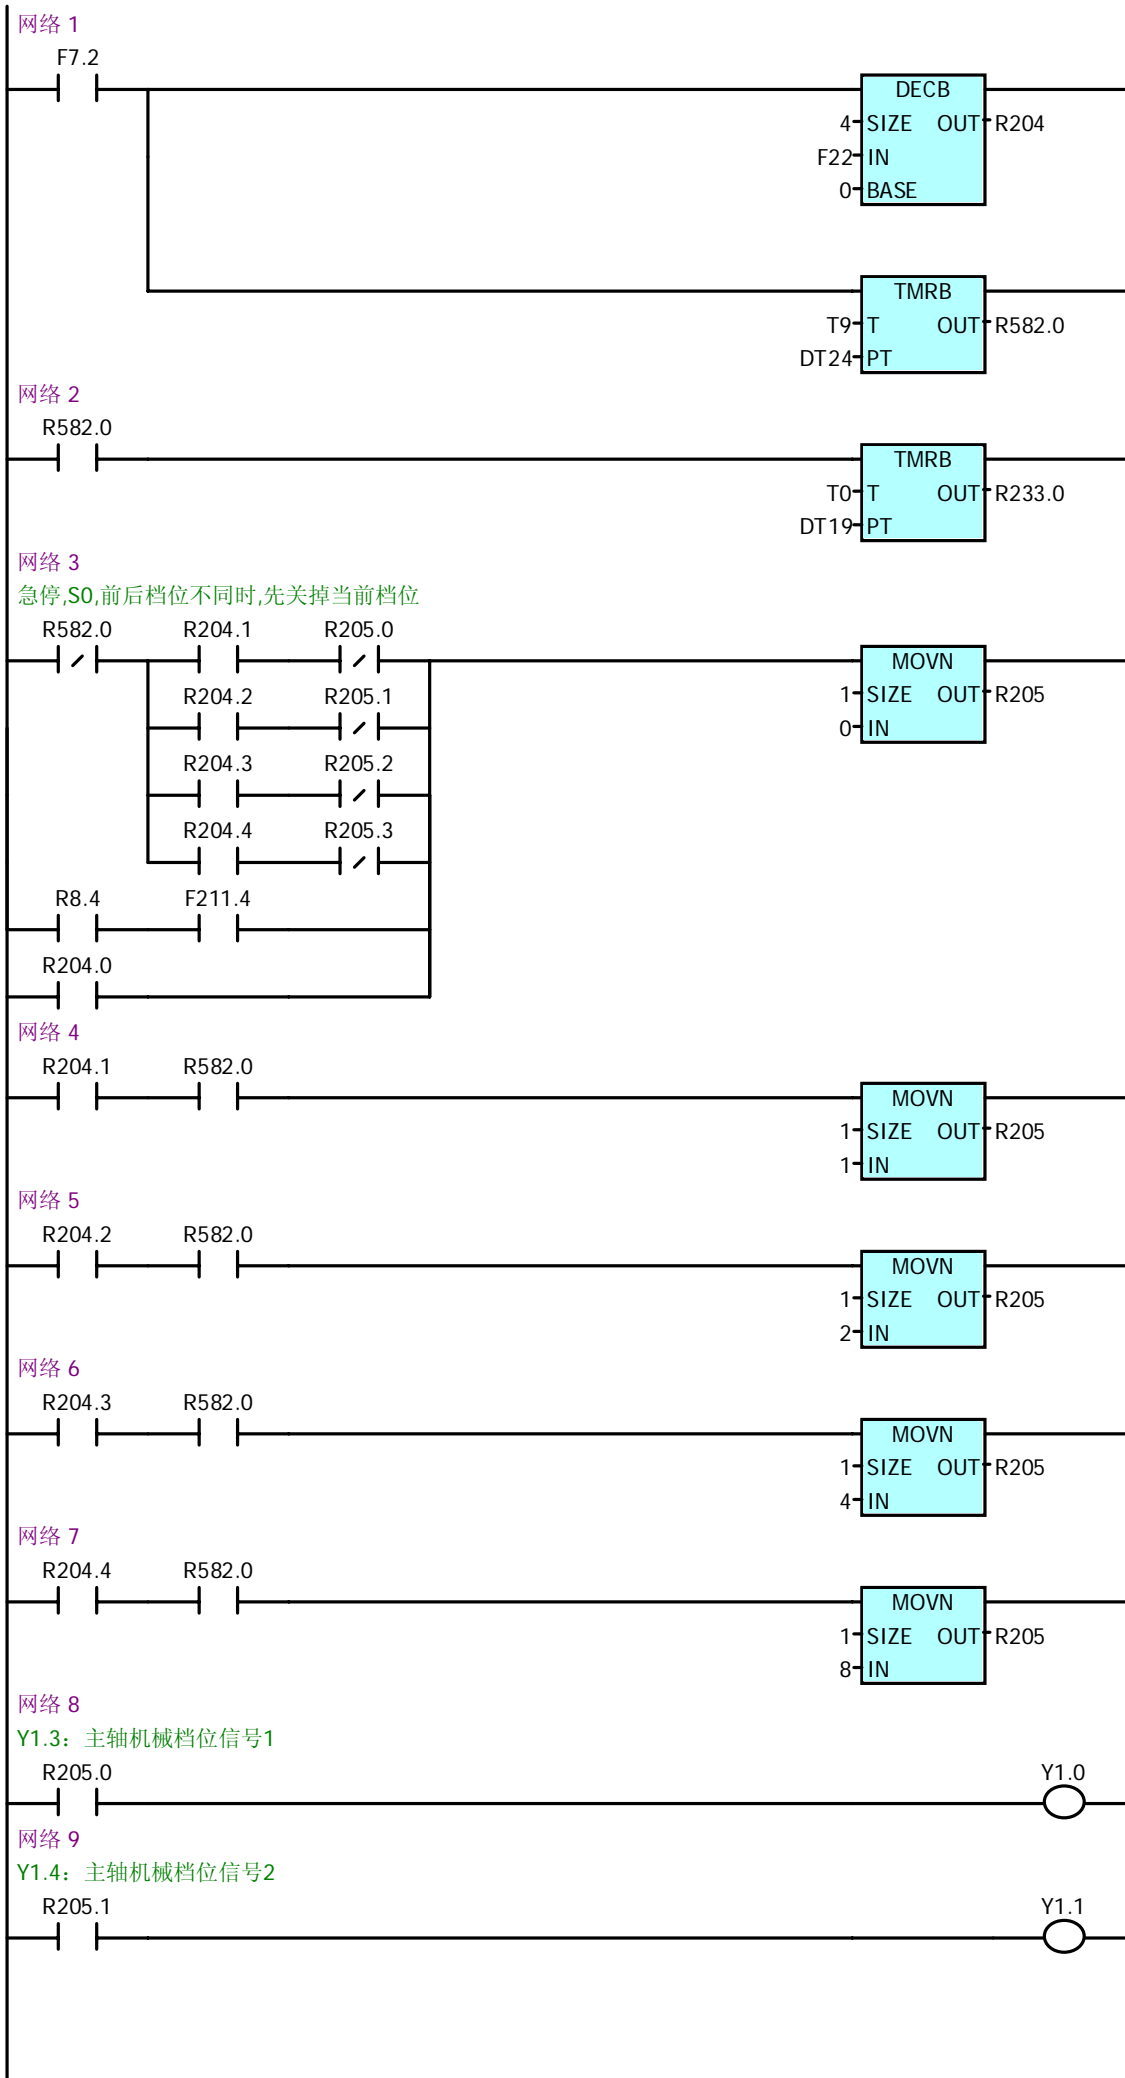 网络 1
F7.2
DECB
4 SIZE OUT R204
F22 IN
0 BASE
TMRB
T9 T OUT R582.0
DT24 PT
网络 2
R582.0
TMRB
T0 T OUT R233.0
DT19 PT
网络 3
急停,S0,前后档位不同时,先关掉当前档位
R582.0 R204.1 R205.0
MOVN
R204.2 R205.1
1 SIZE OUT R205
0 IN
R204.3 R205.2
R204.4 R205.3
R8.4 F211.4
R204.0
网络 4
R204.1 R582.0
MOVN
1 SIZE OUT R205
1 IN
网络 5
R204.2 R582.0
MOVN
1 SIZE OUT R205
2 IN
网络 6
R204.3 R582.0
MOVN
1 SIZE OUT R205
4 IN
网络 7
R204.4 R582.0
MOVN
1 SIZE OUT R205
8 IN
网络 8
Y1.3：主轴机械档位信号1
R205.0 Y1.0
网络 9
Y1.4：主轴机械档位信号2
R205.1 Y1.1